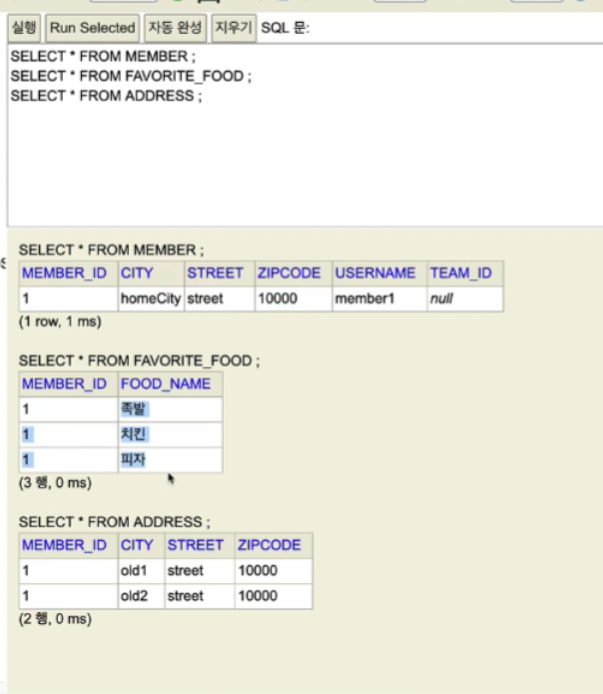 실행 Run Selected 자동 완성 지우기 SQL 문:
SELECT * FROM MEMBER ;
SELECT * FROM FAVORITE_FOOD ;
SELECT * FROM ADDRESS ;
SELECT * FROM MEMBER ;
MEMBER_ID CITY STREET ZIPCODE USERNAME TEAM_ID
1 homeCity street 10000 member1 null
(1 row, 1 ms)
SELECT * FROM FAVORITE_FOOD ;
MEMBER_ID FOOD_NAME
1 족발
1 치킨
1 피자
(3 행, 0 ms)
SELECT * FROM ADDRESS ;
MEMBER_ID CITY STREET ZIPCODE
1 old1 street 10000
1 old2 street 10000
(2 행, 0 ms)